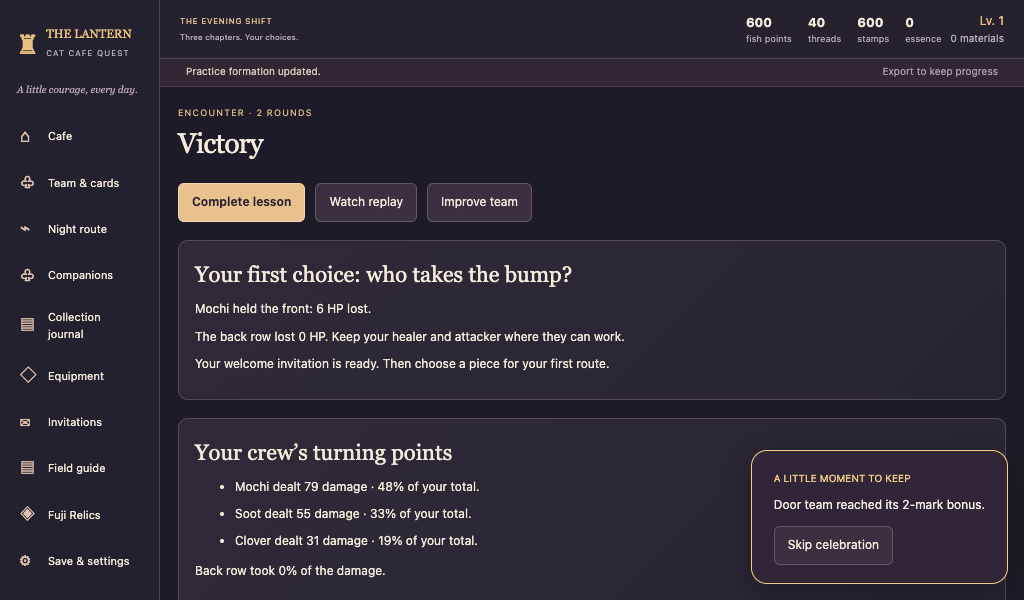 THE LANTERN
CAT CAFE QUEST
A little courage, every day.
Cafe
Team & cards
Night route
Companions
Collection
journal
Equipment
Invitations
Field guide
Fuji Relics
Save & settings
THE EVENING SHIFT
Three chapters. Your choices.
600
fish points
40
threads
600
stamps
0
essence
Lv. 1
0 materials
Practice formation updated.
Export to keep progress
ENCOUNTER · 2 ROUNDS
Victory
Complete lesson
Watch replay
Improve team
Your first choice: who takes the bump?
Mochi held the front: 6 HP lost.
The back row lost 0 HP. Keep your healer and attacker where they can work.
Your welcome invitation is ready. Then choose a piece for your first route.
Your crew’s turning points
• Mochi dealt 79 damage · 48% of your total.
• Soot dealt 55 damage · 33% of your total.
• Clover dealt 31 damage · 19% of your total.
Back row took 0% of the damage.
A LITTLE MOMENT TO KEEP
Door team reached its 2-mark bonus.
Skip celebration